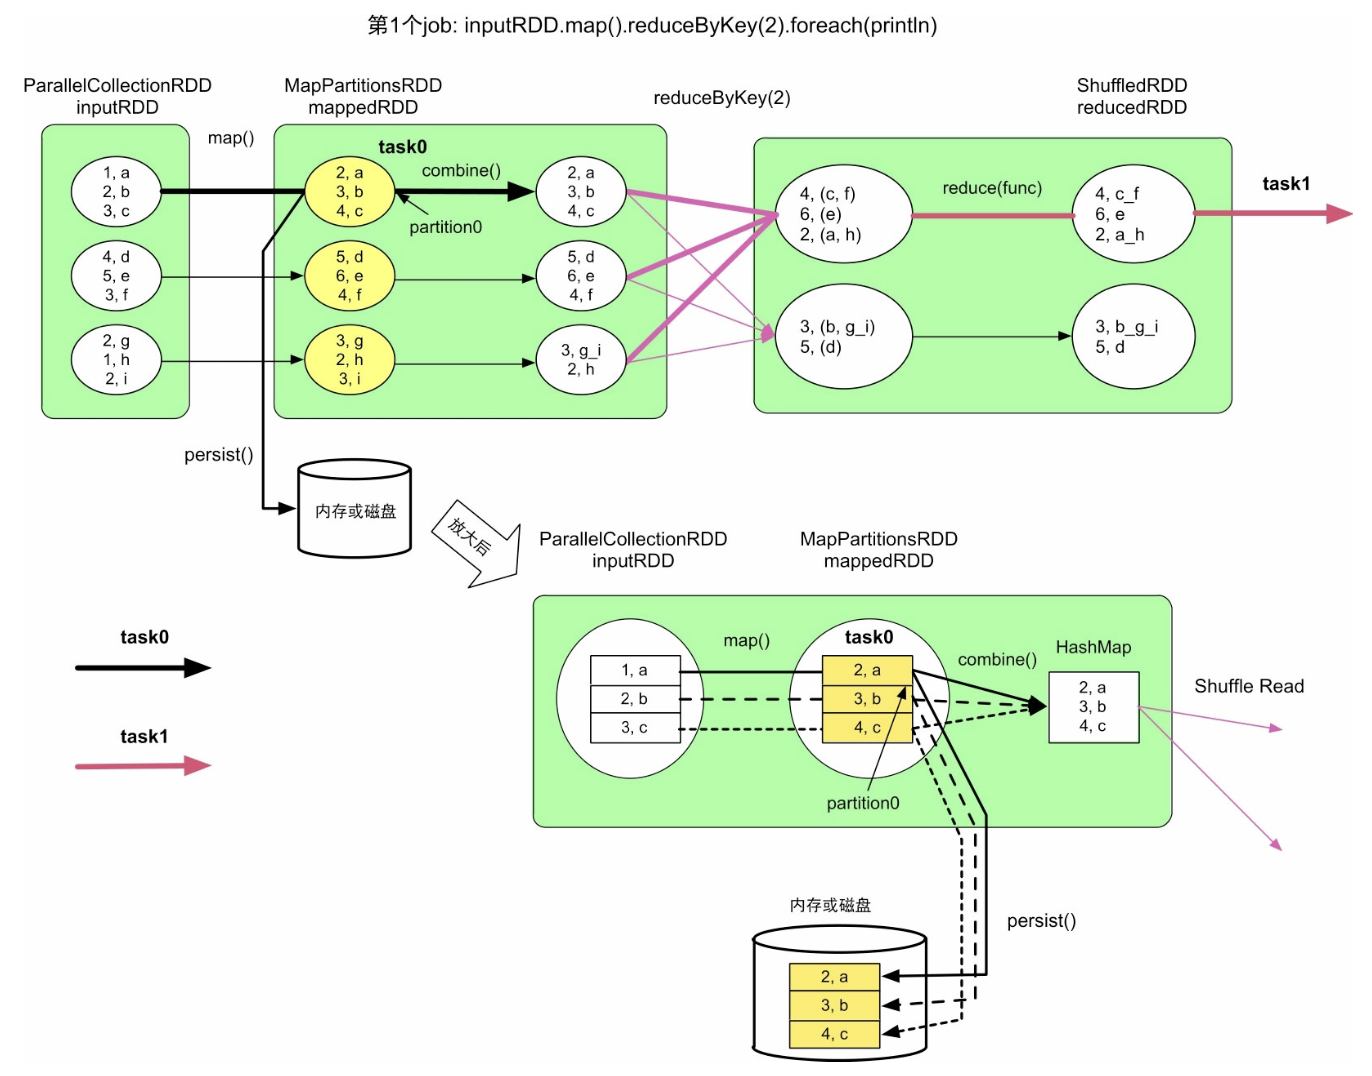 第1个job: inputRDD.map().reduceByKey(2).foreach(println)
ParallelCollectionRDD
inputRDD
map()
MapPartitionsRDD
mappedRDD
reduceByKey(2)
ShuffledRDD
reducedRDD
1, a
2, b
3, c
4, d
5, e
3, f
2, g
1, h
2, i
task0
2, a
3, b
4, c
combine()
partition0
5, d
6, e
4, f
3, g
2, h
3, i
2, a
3, b
4, c
5, d
6, e
4, f
3, g_i
2, h
4, (c, f)
6, (e)
2, (a, h)
3, (b, g_i)
5, (d)
reduce(func)
4, c_f
6, e
2, a_h
3, b_g_i
5, d
task1
persist()
内存或磁盘
放大后
task0
task1
ParallelCollectionRDD
inputRDD
MapPartitionsRDD
mappedRDD
1, a
2, b
3, c
map()
task0
2, a
3, b
4, c
partition0
combine()
HashMap
2, a
3, b
4, c
Shuffle Read
persist()
内存或磁盘
2, a
3, b
4, c